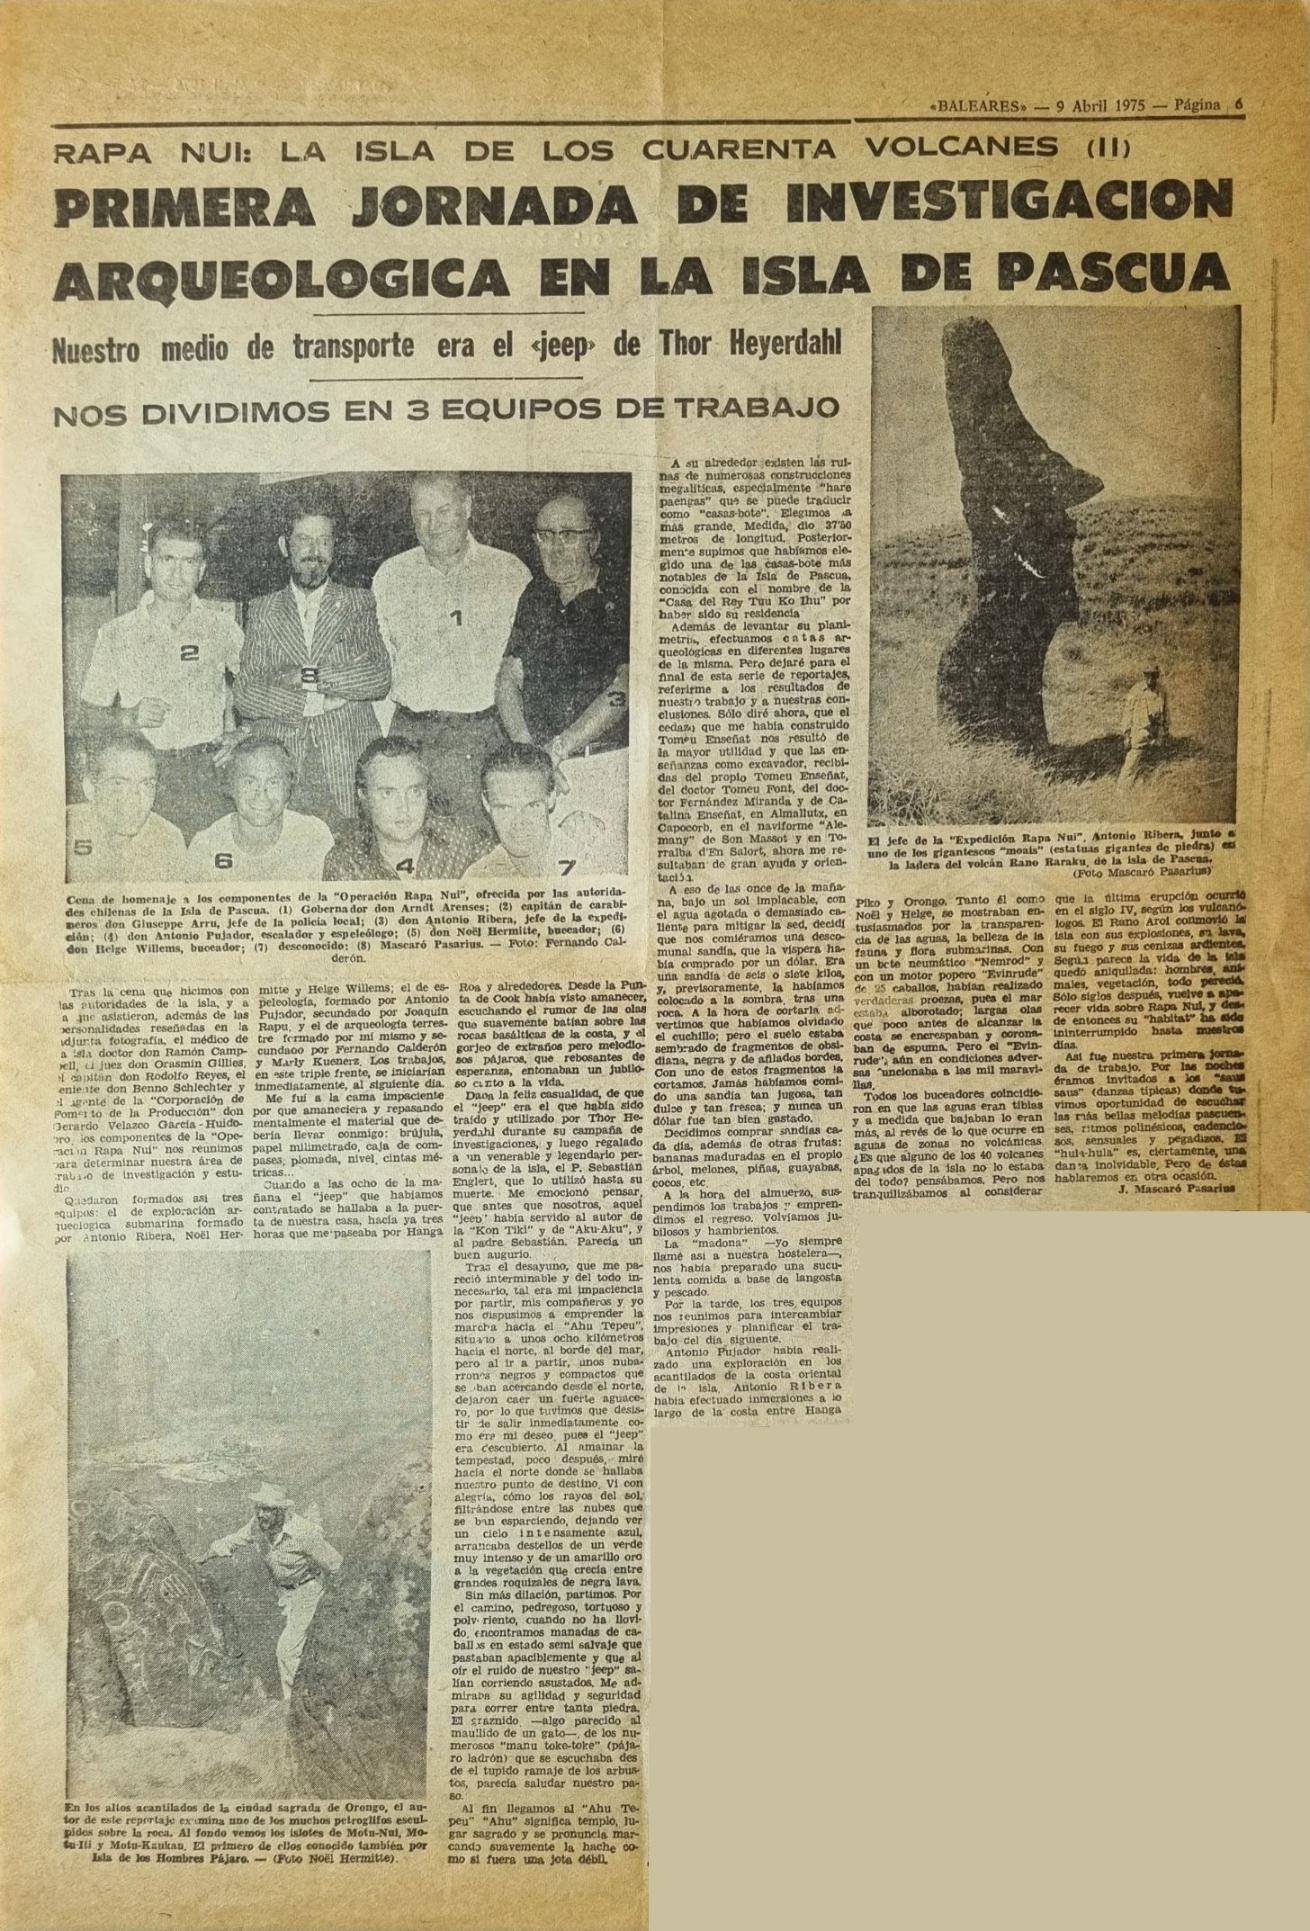 «BALEARES» — 9 Abril 1975 — Página 6
RAPA NUI: LA ISLA DE LOS CUARENTA VOLCANES (II)
PRIMERA JORNADA DE INVESTIGACION
ARQUEOLOGICA EN LA ISLA DE PASCUA
Nuestro medio de transporte era el «jeep» de Thor Heyerdahl
NOS DIVIDIMOS EN 3 EQUIPOS DE TRABAJO
2
8
1
3
5
6
4
7
Cena de homenaje a los componentes de la "Operación Rapa Nui", ofrecida por las autorida-
des chilenas de la Isla de Pascua. (1) Gobernador don Arndt Arenses; (2) capitán de carabi-
neros don Giuseppe Arru, Jefe de la policía local; (3) don Antonio Ribera, jefe de la expedi-
ción; (4) don Antonio Pujador, escalador y espeleólogo; (5) don Noël Hermitte, buceador; (6)
don Helge Willems, buceador; (7) desconocido; (8) Mascaró Pasarius. — Foto: Fernando Cal-
derón.
Tras la cena que hicimos con
las autoridades de la isla, y a
la que asistieron, además de las
personalidades reseñadas en la
adjunta fotografía, el médico de
a isla doctor don Ramón Camp-
bell, el juez don Orasmin Gillies,
el capitán don Rodolfo Reyes, el
teniente don Benno Schlechter y
el agente de la "Corporación de
Fomento de la Producción" don
Gerardo Velazco García-Huido-
bro, los componentes de la "Ope-
ración Rapa Nui" nos reunimos
para determinar nuestra área de
trabajo de investigación y estu-
dio
Quedaron formados así tres
equipos: el de exploración ar-
queológica submarina formado
por Antonio Ribera, Noël Her-
mitte y Helge Willems; el de es-
peleología, formado por Antonio
Pujador, secundado por Joaquín
Rapu, y el de arqueología terres-
tre formado por mí mismo y se-
cundado por Fernando Calderón
y Marly Kueners. Los trabajos,
en este triple frente, se iniciarían
inmediatamente, al siguiente día.
Me fuí a la cama impaciente
por que amaneciera y repasando
mentalmente el material que de-
bería llevar conmigo: brújula,
papel milimetrado, caja de com-
pases, plomada, nivel, cintas mé-
tricas...
Cuando a las ocho de la ma-
ñana el "jeep" que habíamos
contratado se hallaba a la puer-
ta de nuestra casa, hacía ya tres
horas que me paseaba por Hanga
Roa y alrededores. Desde la Pun-
ta de Cook había visto amanecer,
escuchando el rumor de las olas
que suavemente batían sobre las
rocas basálticas de la costa, y el
gorjeo de extraños pero melodio-
sos pájaros, que rebosantes de
esperanza, entonaban un jubilo-
so canto a la vida.
Daba la feliz casualidad, de que
el "jeep" era el que había sido
traído y utilizado por Thor He-
yerdahl durante su campaña de
investigaciones, y luego regalado
a un venerable y legendario per-
sonaje de la isla, el P. Sebastián
Englert, que lo utilizó hasta su
muerte. Me emocionó pensar,
que antes que nosotros, aquel
"jeep" había servido al autor de
la "Kon Tiki" y de "Aku-Aku", y
al padre Sebastián. Parecía un
buen augurio.
Tras el desayuno, que me pa-
reció interminable y del todo in-
necesario, tal era mi impaciencia
por partir, mis compañeros y yo
nos dispusimos a emprender la
marcha hacia el "Ahu Tepeu",
situado a unos ocho kilómetros
hacia el norte, al borde del mar,
pero al ir a partir, unos nuba-
rrones negros y compactos que
se iban acercando desde el norte,
dejaron caer un fuerte aguace-
ro, por lo que tuvimos que desis-
tir de salir inmediatamente co-
mo era mi deseo, pues el "jeep"
era descubierto. Al amainar la
tempestad, poco después, miré
hacia el norte donde se hallaba
nuestro punto de destino. Vi con
alegría, cómo los rayos del sol,
filtrándose entre las nubes que
se iban esparciendo, dejando ver
un cielo intensamente azul,
arrancaba destellos de un verde
muy intenso y de un amarillo oro
a la vegetación que crecía entre
grandes roquizales de negra lava.
Sin más dilación, partimos. Por
el camino, pedregoso, tortuoso y
polvoriento, cuando no ha llovi-
do, encontramos manadas de ca-
ballos en estado semi salvaje que
pastaban apaciblemente y que al
oír el ruido de nuestro "jeep" sa-
lían corriendo asustados. Me ad-
miraba su agilidad y seguridad
para correr entre tanta piedra.
El graznido, —algo parecido al
maullido de un gato—, de los nu-
merosos "manu toke-toke" (pája-
ro ladrón) que se escuchaba des
de el tupido ramaje de los arbus-
tos, parecía saludar nuestro pa-
so.
Al fin llegamos al "Ahu Te-
peu" "Ahu" significa templo, lu-
gar sagrado y se pronuncia mar-
cando suavemente la hache co-
mo si fuera una jota débil.
En los altos acantilados de la ciudad sagrada de Orongo, el au-
tor de este reportaje examina uno de los muchos petroglifos escul-
pidos sobre la roca. Al fondo vemos los islotes de Motu-Nui, Mo-
tu-Iti y Motu-Kaukau. El primero de ellos conocido también por
Isla de los Hombres Pájaro. — (Foto Noël Hermitte).
A su alrededor existen las rui-
nas de numerosas construcciones
megalíticas, especialmente "hare
paengas" que se puede traducir
como "casas-bote". Elegimos la
más grande. Medida, dio 37'50
metros de longitud. Posterior-
mente supimos que habíamos ele-
gido una de las casas-bote más
notables de la Isla de Pascua,
conocida con el nombre de la
"Casa del Rey Tuu Ko Ihu" por
haber sido su residencia
Además de levantar su plani-
metría, efectuamos catas ar-
queológicas en diferentes lugares
de la misma. Pero dejaré para el
final de esta serie de reportajes,
referirme a los resultados de
nuestro trabajo y a nuestras con-
clusiones. Sólo diré ahora, que el
cedazo que me había construido
Tomeu Enseñat nos resultó de
la mayor utilidad y que las en-
señanzas como excavador, recibi-
das del propio Tomeu Enseñat,
del doctor Tomeu Font, del doc-
tor Fernández Miranda y de Ca-
talina Enseñat, en Almallutx, en
Capocorb, en el naviforme "Ale-
many" de Son Massot y en To-
rralba d'En Salort, ahora me re-
sultaban de gran ayuda y orien-
tación.
A eso de las once de la maña-
na, bajo un sol implacable, con
el agua agotada o demasiado ca-
liente para mitigar la sed, decidí
que nos comiéramos una desco-
munal sandía, que la víspera ha-
bía comprado por un dólar. Era
una sandía de seis o siete kilos,
y, previsoramente, la habíamos
colocado a la sombra, tras una
roca. A la hora de cortarla ad-
vertimos que habíamos olvidado
el cuchillo; pero el suelo estaba
sembrado de fragmentos de obsi-
diana, negra y de afilados bordes.
Con uno de estos fragmentos la
cortamos. Jamás habíamos comi-
do una sandía tan jugosa, tan
dulce y tan fresca; y nunca un
dólar fue tan bien gastado.
Decidimos comprar sandías ca-
da día, además de otras frutas:
bananas maduradas en el propio
árbol, melones, piñas, guayabas,
cocos, etc.
A la hora del almuerzo, sus-
pendimos los trabajos y empren-
dimos el regreso. Volvíamos ju-
bilosos y hambrientos.
La "madona" —yo siempre
llamé así a nuestra hostelera—,
nos había preparado una sucu-
lenta comida a base de langosta
y pescado.
Por la tarde, los tres equipos
nos reunimos para intercambiar
impresiones y planificar el tra-
bajo del día siguiente.
Antonio Pujador había reali-
zado una exploración en los
acantilados de la costa oriental
de la isla, Antonio Ribera
había efectuado inmersiones a lo
largo de la costa entre Hanga
El jefe de la "Expedición Rapa Nui", Antonio Ribera, junto a
uno de los gigantescos "moais" (estatuas gigantes de piedra) en
la ladera del volcán Rano Raraku, de la isla de Pascua.
(Foto Mascaró Pasarius)
Piko y Orongo. Tanto él como
Noël y Helge, se mostraban en-
tusiasmados por la transparen-
cia de las aguas, la belleza de la
fauna y flora submarinas. Con
un bote neumático "Nemrod" y
con un motor popero "Evinrude"
de 25 caballos, habían realizado
verdaderas proezas, pues el mar
estaba alborotado; largas olas
que poco antes de alcanzar la
costa se encrespaban y corona-
ban de espuma. Pero el "Evin-
rude", aún en condiciones adver-
sas funcionaba a las mil maravi-
llas.
Todos los buceadores coincidie-
ron en que las aguas eran tibias
y a medida que bajaban lo eran
más, al revés de lo que ocurre en
aguas de zonas no volcánicas.
¿Es que alguno de los 40 volcanes
apagados de la isla no lo estaba
del todo? pensábamos. Pero nos
tranquilizábamos al considerar
que la última erupción ocurrió
en el siglo IV, según los vulcanó-
logos. El Rano Aroi conmovió la
isla con sus explosiones, su lava,
su fuego y sus cenizas ardientes.
Según parece la vida de la isla
quedó aniquilada: hombres, ani-
males, vegetación, todo pereció.
Sólo siglos después, vuelve a apa-
recer vida sobre Rapa Nui, y des-
de entonces su "habitat" ha sido
ininterrumpido hasta nuestros
días.
Así fue nuestra primera jorna-
da de trabajo. Por las noches
éramos invitados a los "saus
saus" (danzas típicas) donde tu-
vimos oportunidad de escuchar
las más bellas melodías pascuen-
ses, ritmos polinésicos, cadencio-
sos, sensuales y pegadizos. El
"hula-hula" es, ciertamente, una
danza inolvidable. Pero de éstas
hablaremos en otra ocasión.
J. Mascaró Pasarius